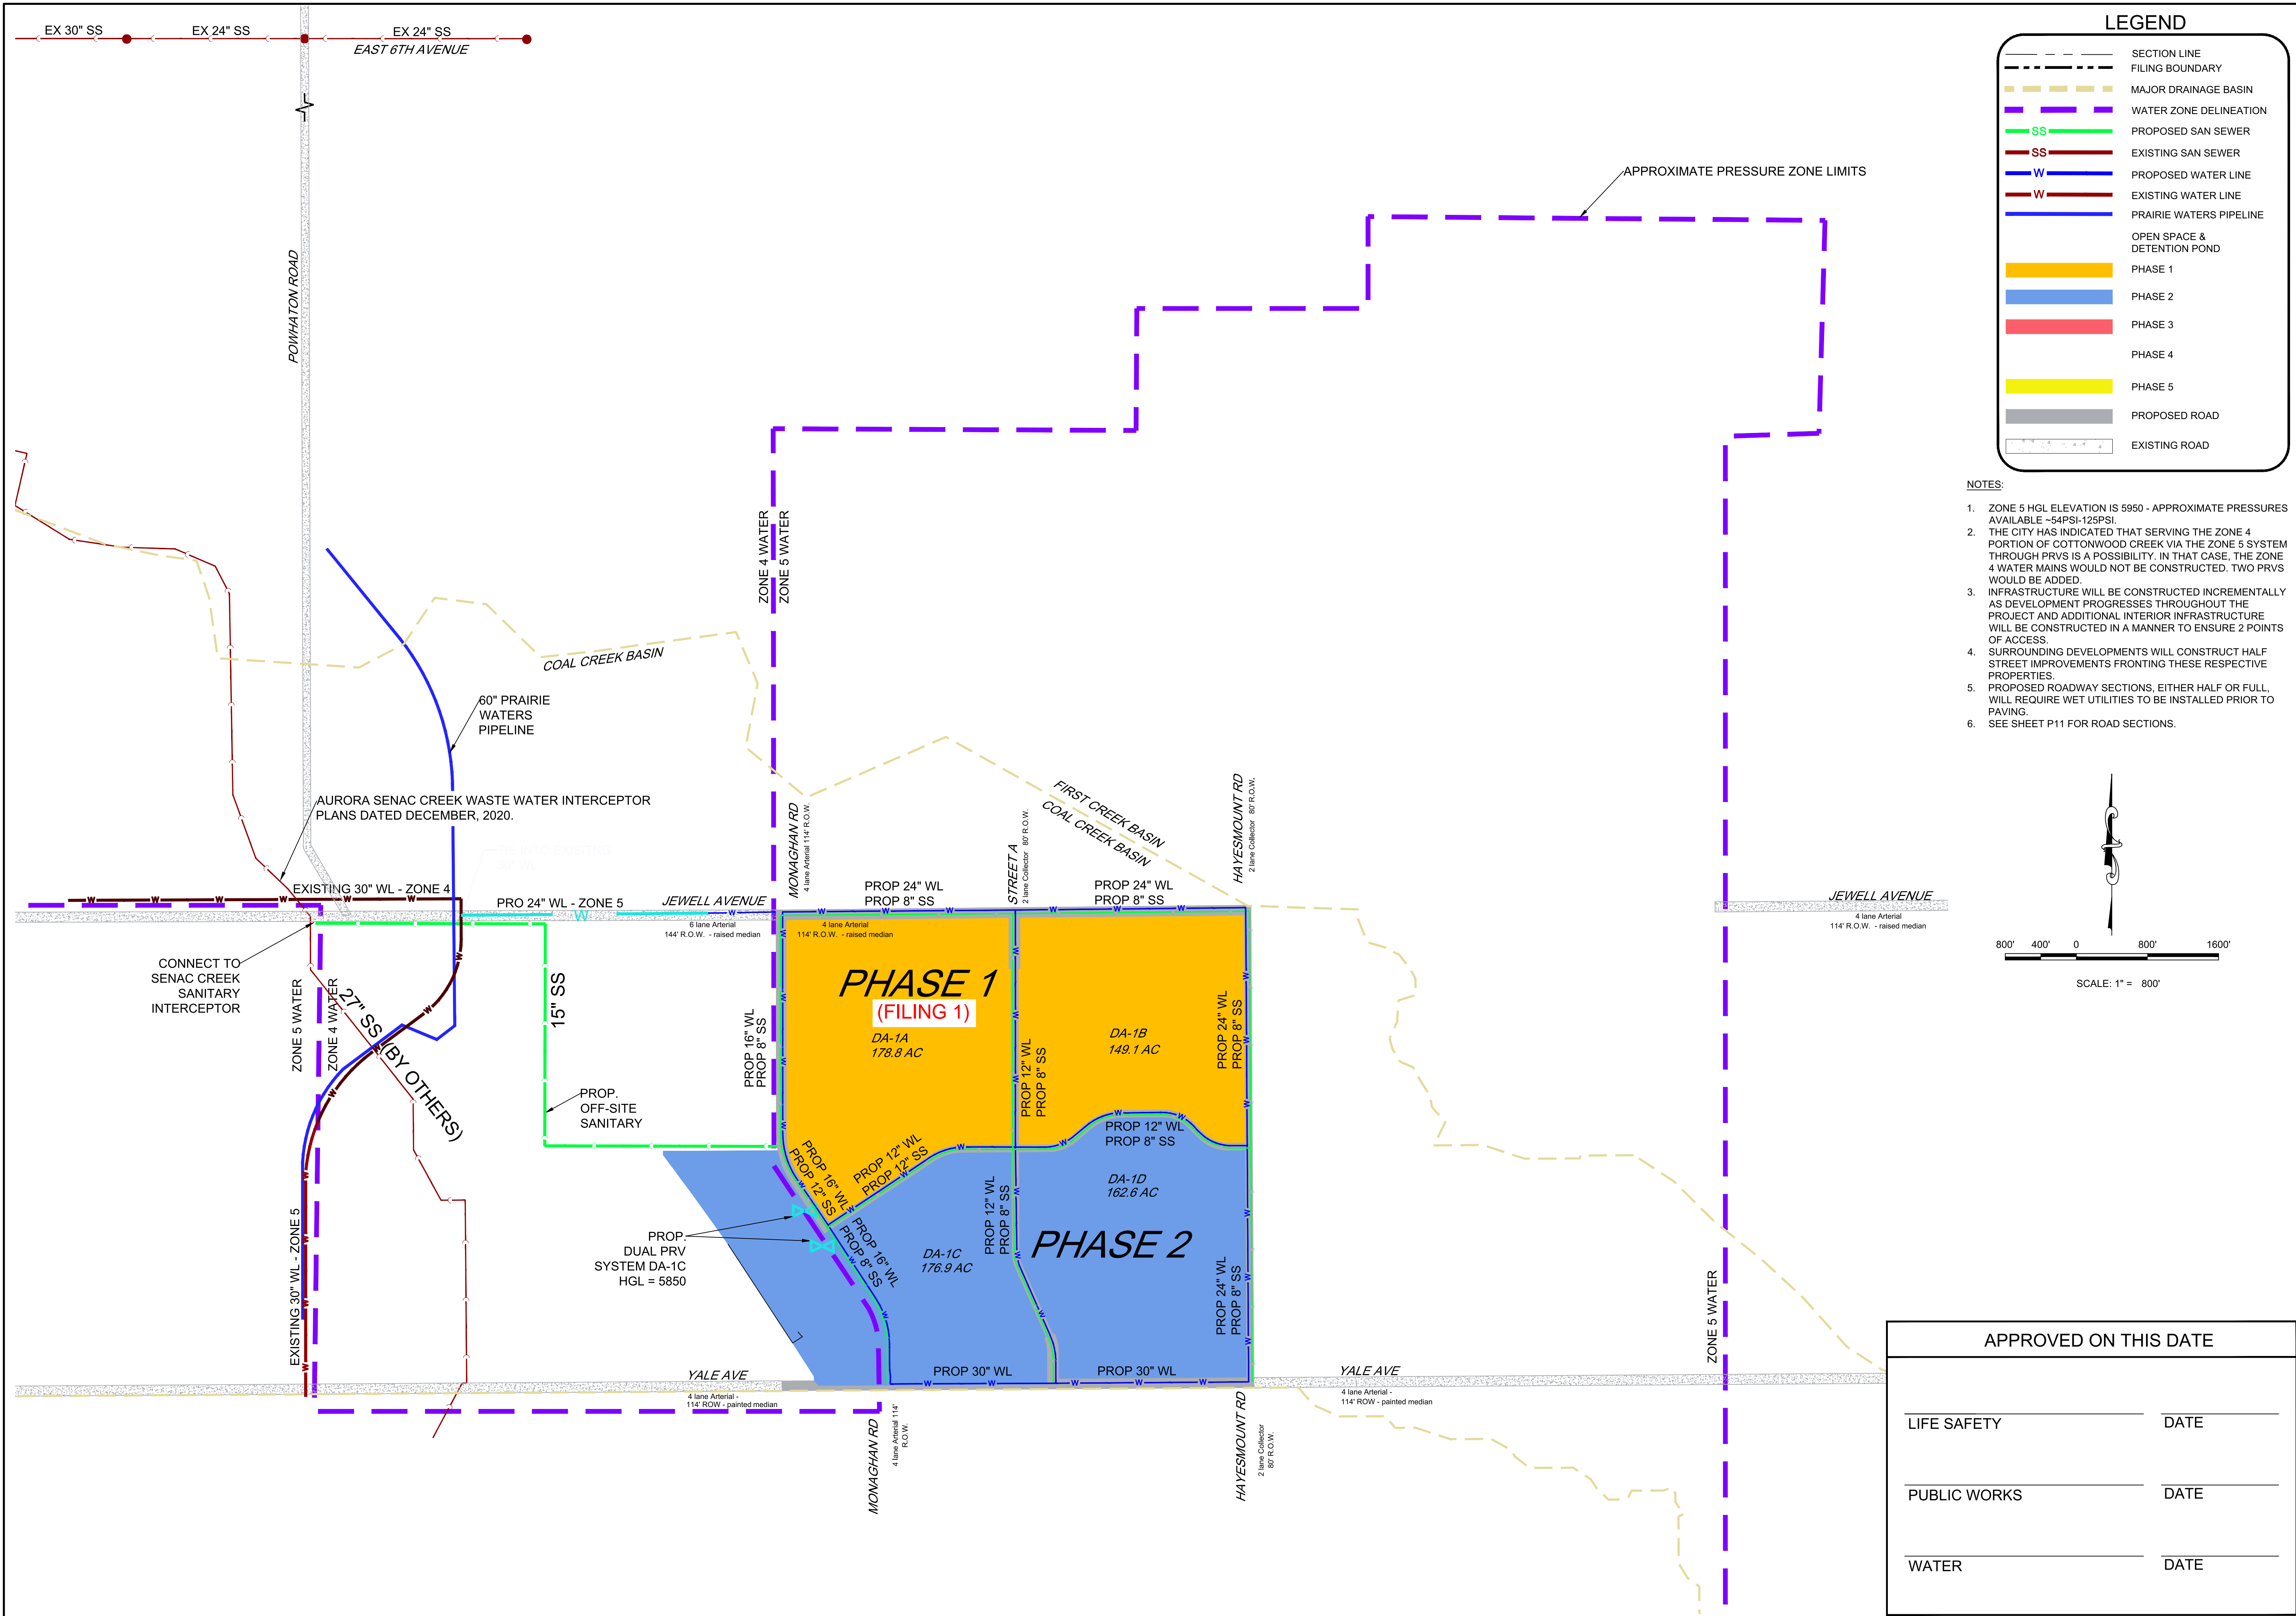 EX 30" SS
EX 24" SS
EX 24" SS
EAST 6TH AVENUE
POWHATON ROAD
APPROXIMATE PRESSURE ZONE LIMITS
ZONE 4 WATER
ZONE 5 WATER
COAL CREEK BASIN
60" PRAIRIE
WATERS
PIPELINE
AURORA SENAC CREEK WASTE WATER INTERCEPTOR
PLANS DATED DECEMBER, 2020.
FIRST CREEK BASIN
COAL CREEK BASIN
MONAGHAN RD
4 lane Arterial 114' R.O.W.
STREET A
2 lane Collector 80' R.O.W.
HAYESMOUNT RD
2 lane Collector 80' R.O.W.
EXISTING 30" WL - ZONE 4
PRO 24" WL - ZONE 5
JEWELL AVENUE
6 lane Arterial
144' R.O.W. - raised median
4 lane Arterial
114' R.O.W. - raised median
PROP 24" WL
PROP 8" SS
PROP 24" WL
PROP 8" SS
JEWELL AVENUE
4 lane Arterial
114' R.O.W. - raised median
CONNECT TO
SENAC CREEK
SANITARY
INTERCEPTOR
ZONE 5 WATER
ZONE 4 WATER
27" SS (BY OTHERS)
15" SS
PROP.
OFF-SITE
SANITARY
PHASE 1
(FILING 1)
DA-1A
178.8 AC
DA-1B
149.1 AC
PROP 16" WL
PROP 8" SS
PROP 12" WL
PROP 8" SS
PROP 24" WL
PROP 8" SS
PROP 16" WL
PROP 12" SS
PROP 12" WL
PROP 12" SS
PROP 12" WL
PROP 8" SS
DA-1D
162.6 AC
PHASE 2
DA-1C
176.9 AC
PROP 12" WL
PROP 8" SS
PROP 16" WL
PROP 8" SS
PROP 24" WL
PROP 8" SS
PROP.
DUAL PRV
SYSTEM DA-1C
HGL = 5850
EXISTING 30" WL - ZONE 5
ZONE 5 WATER
YALE AVE
4 lane Arterial -
114' ROW - painted median
PROP 30" WL
PROP 30" WL
YALE AVE
4 lane Arterial -
114' ROW - painted median
MONAGHAN RD
4 lane Arterial 114'
R.O.W.
HAYESMOUNT RD
2 lane Collector
80' R.O.W.
LEGEND
SECTION LINE
FILING BOUNDARY
MAJOR DRAINAGE BASIN
WATER ZONE DELINEATION
SS PROPOSED SAN SEWER
SS EXISTING SAN SEWER
W PROPOSED WATER LINE
W EXISTING WATER LINE
PRAIRIE WATERS PIPELINE
OPEN SPACE &
DETENTION POND
PHASE 1
PHASE 2
PHASE 3
PHASE 4
PHASE 5
PROPOSED ROAD
EXISTING ROAD
NOTES:
1. ZONE 5 HGL ELEVATION IS 5950 - APPROXIMATE PRESSURES
AVAILABLE ~54PSI-125PSI.
2. THE CITY HAS INDICATED THAT SERVING THE ZONE 4
PORTION OF COTTONWOOD CREEK VIA THE ZONE 5 SYSTEM
THROUGH PRVS IS A POSSIBILITY. IN THAT CASE, THE ZONE
4 WATER MAINS WOULD NOT BE CONSTRUCTED. TWO PRVS
WOULD BE ADDED.
3. INFRASTRUCTURE WILL BE CONSTRUCTED INCREMENTALLY
AS DEVELOPMENT PROGRESSES THROUGHOUT THE
PROJECT AND ADDITIONAL INTERIOR INFRASTRUCTURE
WILL BE CONSTRUCTED IN A MANNER TO ENSURE 2 POINTS
OF ACCESS.
4. SURROUNDING DEVELOPMENTS WILL CONSTRUCT HALF
STREET IMPROVEMENTS FRONTING THESE RESPECTIVE
PROPERTIES.
5. PROPOSED ROADWAY SECTIONS, EITHER HALF OR FULL,
WILL REQUIRE WET UTILITIES TO BE INSTALLED PRIOR TO
PAVING.
6. SEE SHEET P11 FOR ROAD SECTIONS.
800' 400' 0 800' 1600'
SCALE: 1" = 800'
APPROVED ON THIS DATE
LIFE SAFETY DATE
PUBLIC WORKS DATE
WATER DATE